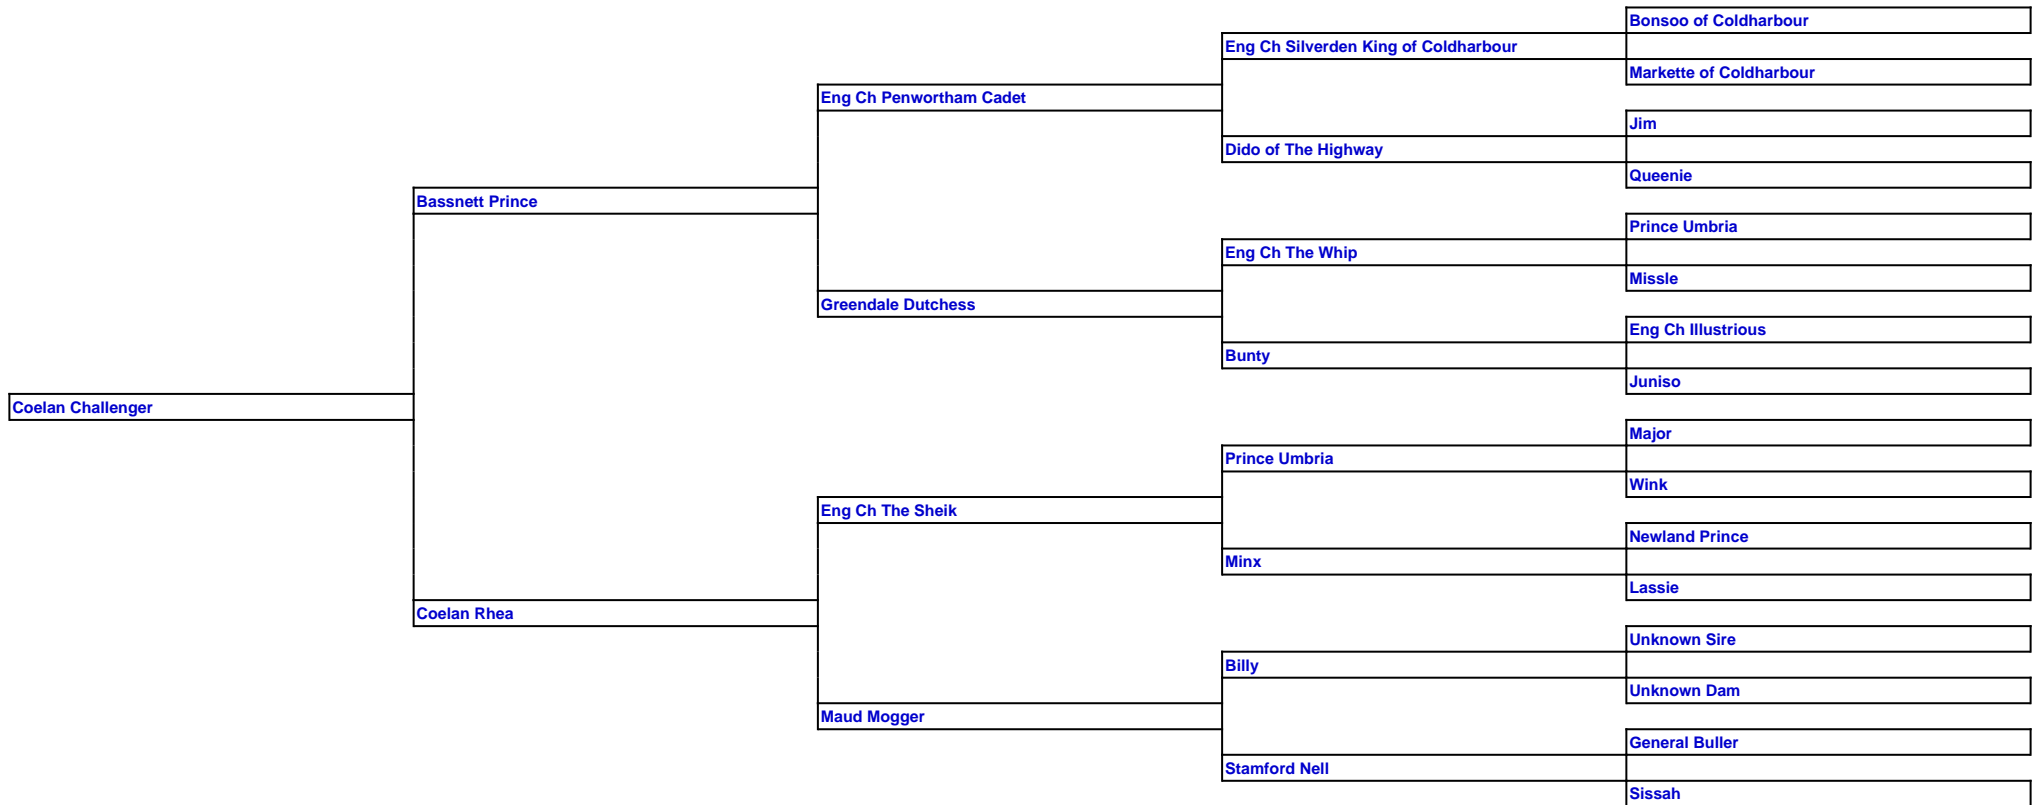 Bonsoo of Coldharbour
Eng Ch Silverden King of Coldharbour
Markette of Coldharbour
Eng Ch Penwortham Cadet
Jim
Dido of The Highway
Queenie
Bassnett Prince
Prince Umbria
Eng Ch The Whip
Missle
Greendale Dutchess
Eng Ch Illustrious
Bunty
Juniso
Coelan Challenger
Major
Prince Umbria
Wink
Eng Ch The Sheik
Newland Prince
Minx
Lassie
Coelan Rhea
Unknown Sire
Billy
Unknown Dam
Maud Mogger
General Buller
Stamford Nell
Sissah